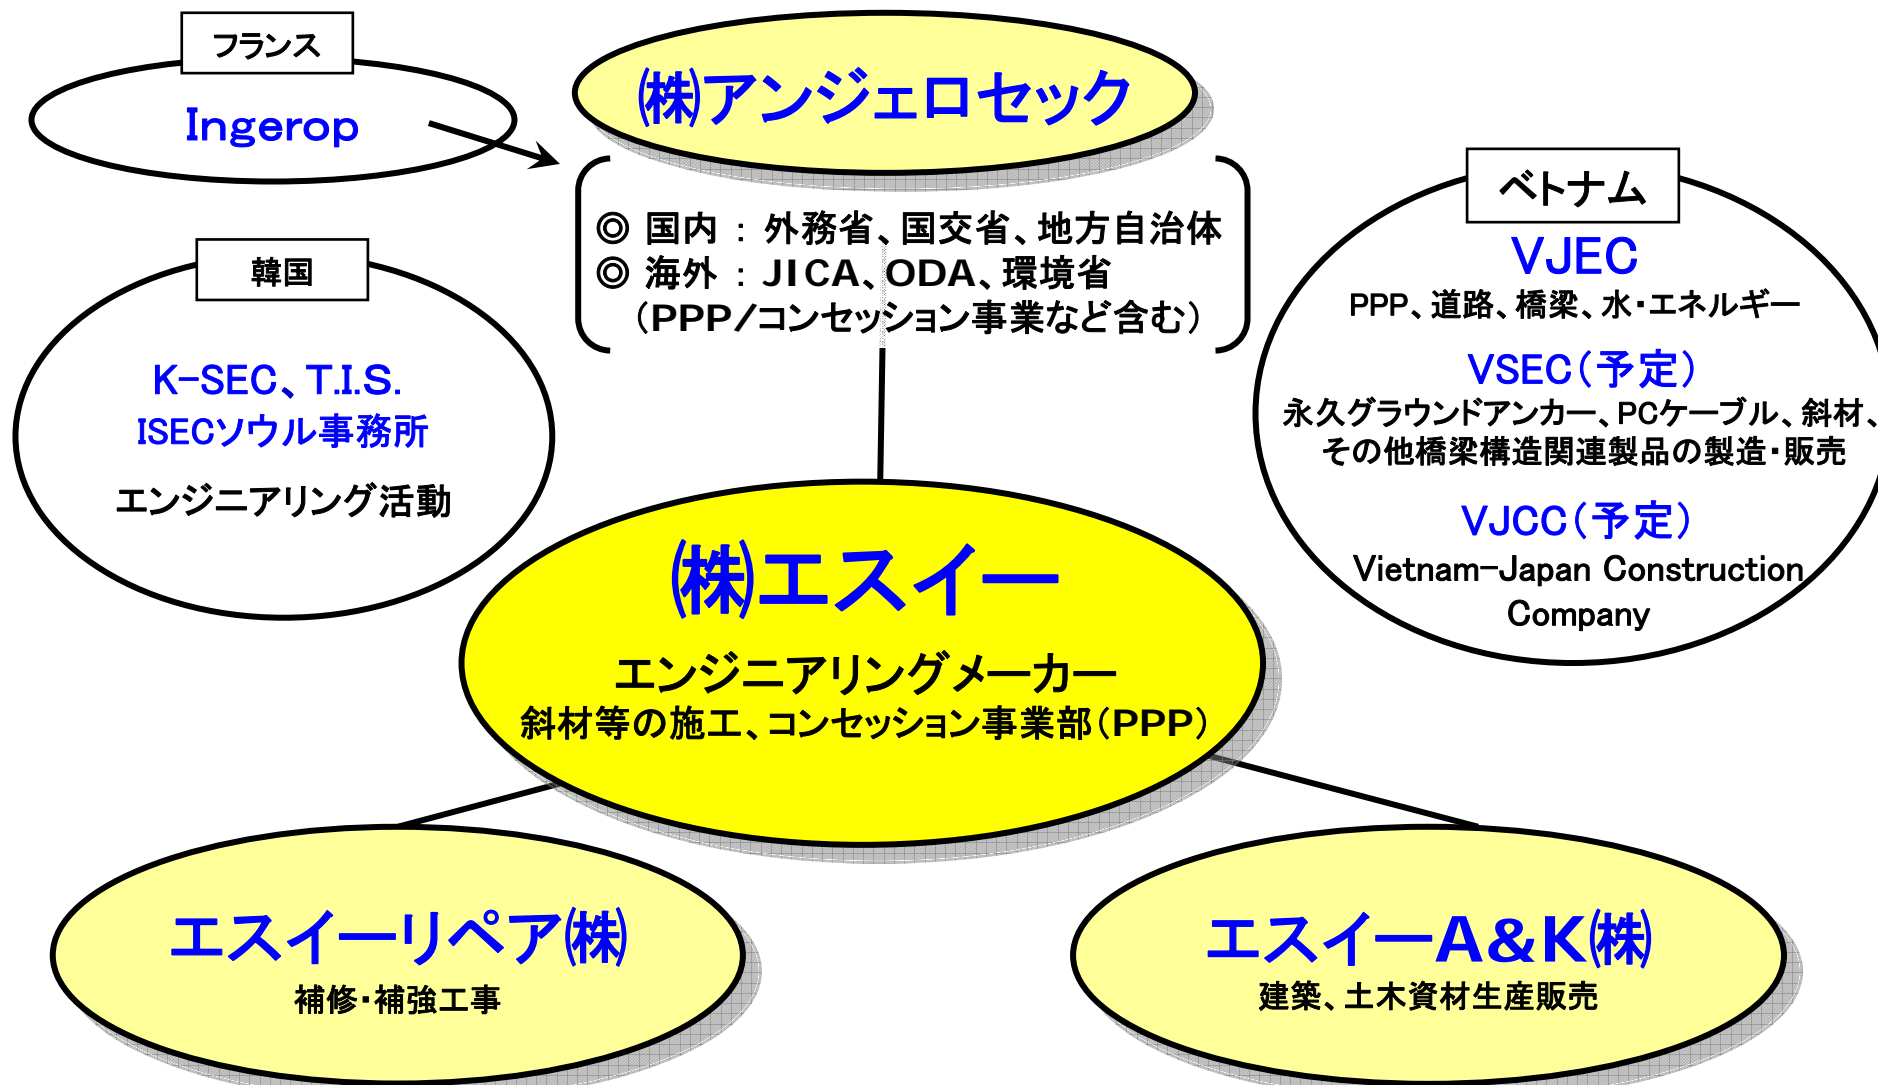 フランス
Ingerop
㈱アンジェロセック
◎ 国内 : 外務省、国交省、地方自治体
◎ 海外 : JICA、ODA、環境省
(PPP/コンセッション事業など含む)
韓国
K-SEC、T.I.S.
ISECソウル事務所
エンジニアリング活動
ベトナム
VJEC
PPP、道路、橋梁、水・エネルギー
VSEC(予定)
永久グラウンドアンカー、PCケーブル、斜材、
その他橋梁構造関連製品の製造・販売
VJCC(予定)
Vietnam-Japan Construction
Company
㈱エスイー
エンジニアリングメーカー
斜材等の施工、コンセッション事業部(PPP)
エスイーリペア㈱
補修・補強工事
エスイーA&K㈱
建築、土木資材生産販売